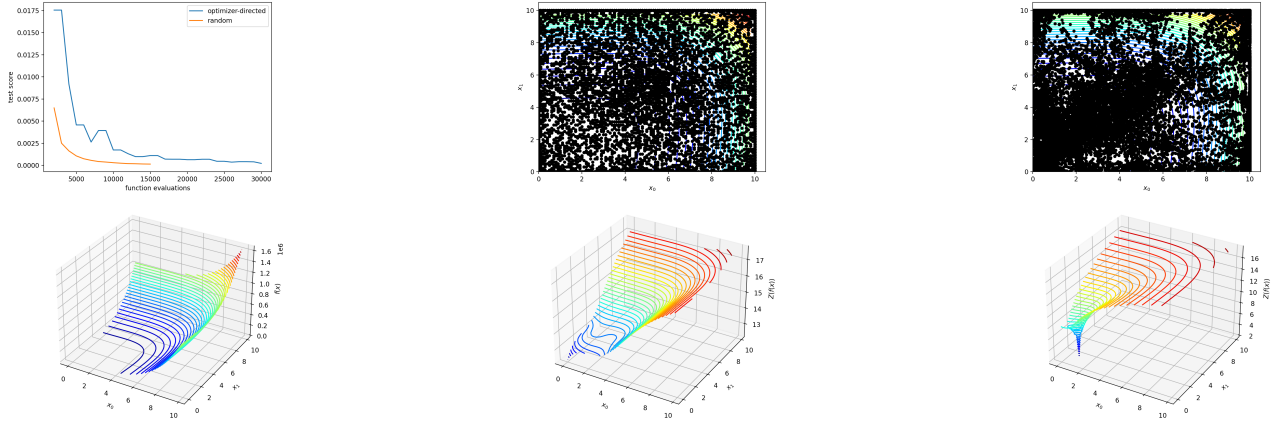 0.0175
0.0150
0.0125
0.0100
0.0075
0.0050
0.0025
0.0000
test score
5000 10000 15000 20000 25000 30000
function evaluations
optimizer-directed
random
10
8
6
4
2
0
x₁
0 2 4 6 8 10
x₀
10
8
6
4
2
0
x₁
0 2 4 6 8 10
x₀
1e6
1.6
1.4
1.2
1.0
0.8
0.6
0.4
0.2
0.0
f(x)
0 2 4 6 8 10
x₀
0 2 4 6 8 10
x₁
17
16
15
14
13
Z(f(x))
0 2 4 6 8 10
x₀
0 2 4 6 8 10
x₁
16
14
12
10
8
6
4
2
Z(f(x))
0 2 4 6 8 10
x₀
0 2 4 6 8 10
x₁